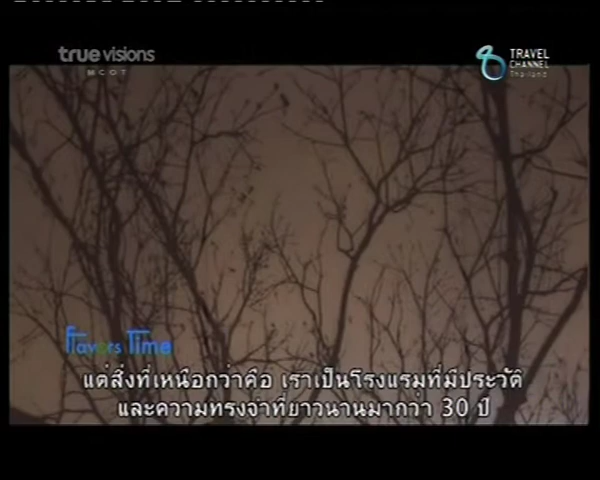 truevisions
MCOT
8 TRAVEL
CHANNEL
Thailand
Flavors Time
แต่สิ่งที่เหนือกว่าคือ เราเป็นโรงแรมที่มีประวัติ
และความทรงจำที่ยาวนานมากว่า 30 ปี